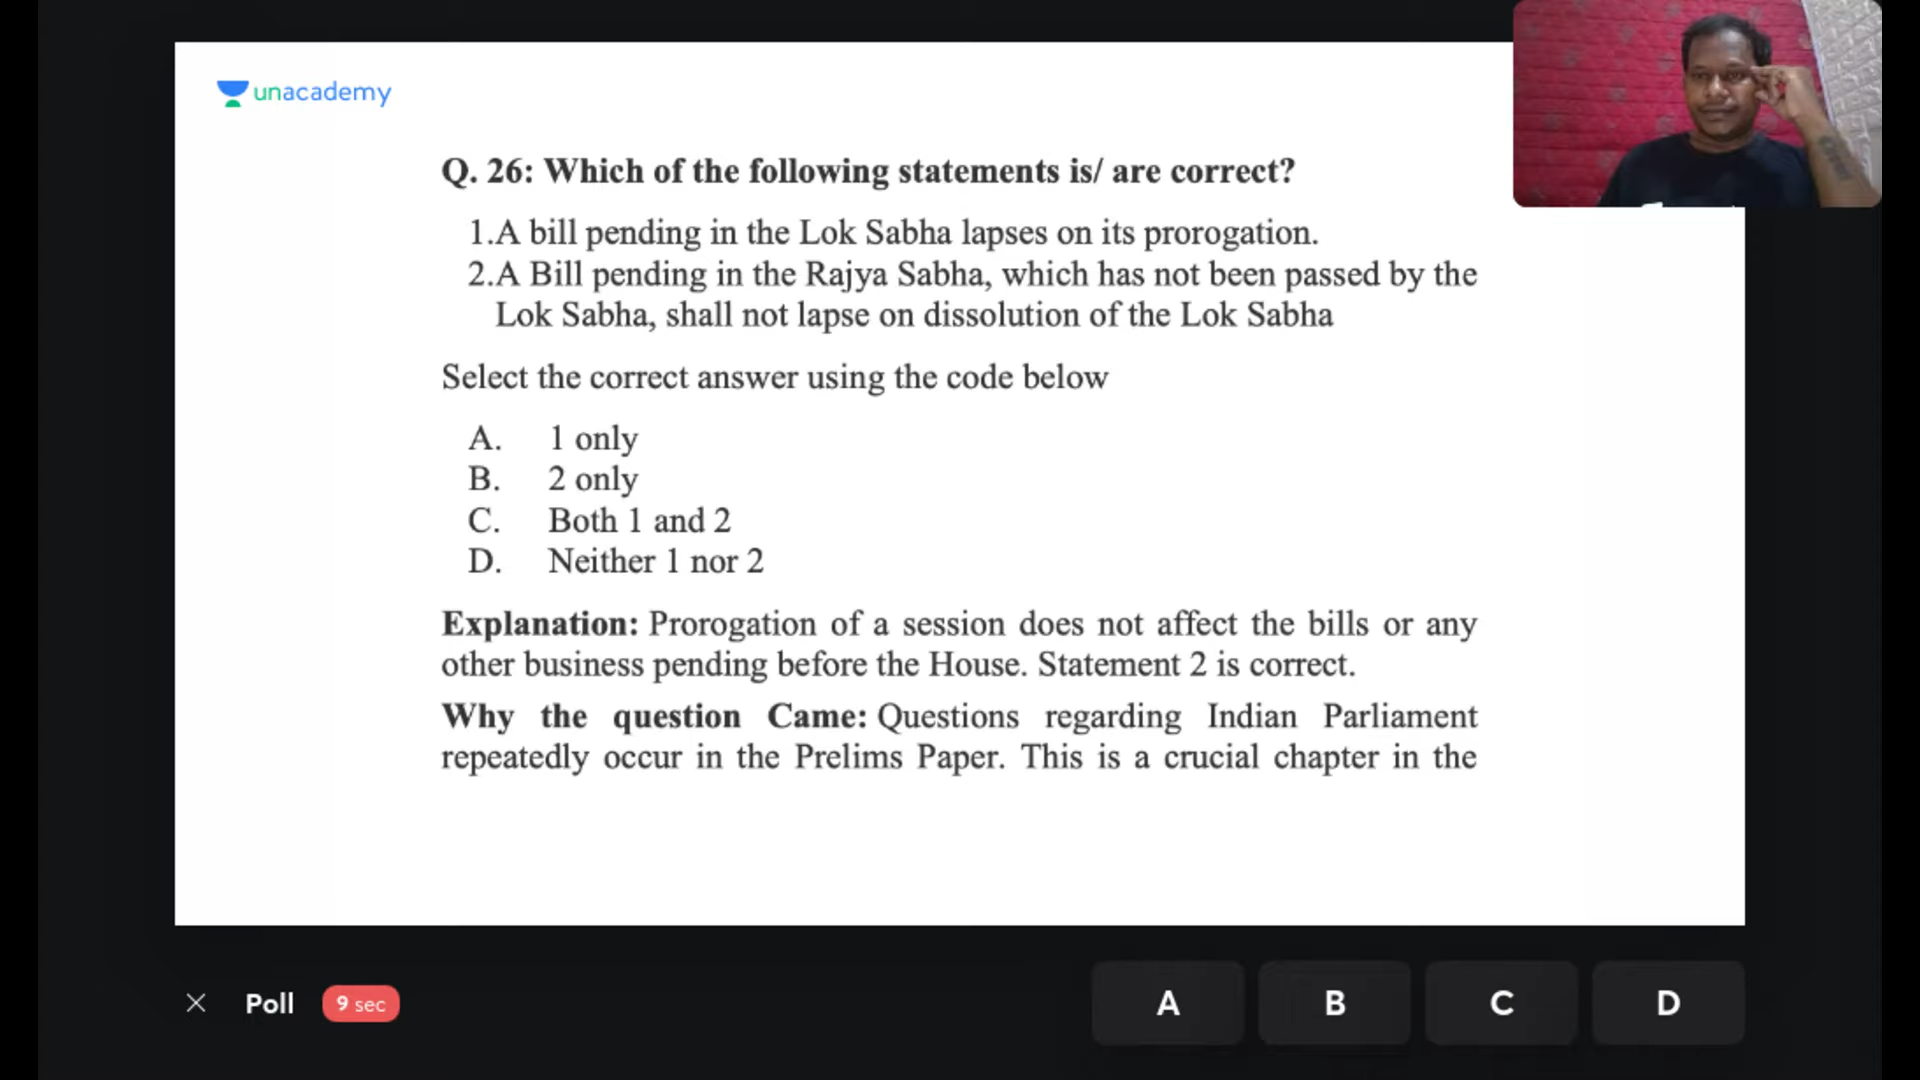 unacademy
Q. 26: Which of the following statements is/ are correct?
1.A bill pending in the Lok Sabha lapses on its prorogation.
2.A Bill pending in the Rajya Sabha, which has not been passed by the
Lok Sabha, shall not lapse on dissolution of the Lok Sabha
Select the correct answer using the code below
A. 1 only
B. 2 only
C. Both 1 and 2
D. Neither 1 nor 2
Explanation: Prorogation of a session does not affect the bills or any
other business pending before the House. Statement 2 is correct.
Why the question Came: Questions regarding Indian Parliament
repeatedly occur in the Prelims Paper. This is a crucial chapter in the
Poll 9 sec A B C D